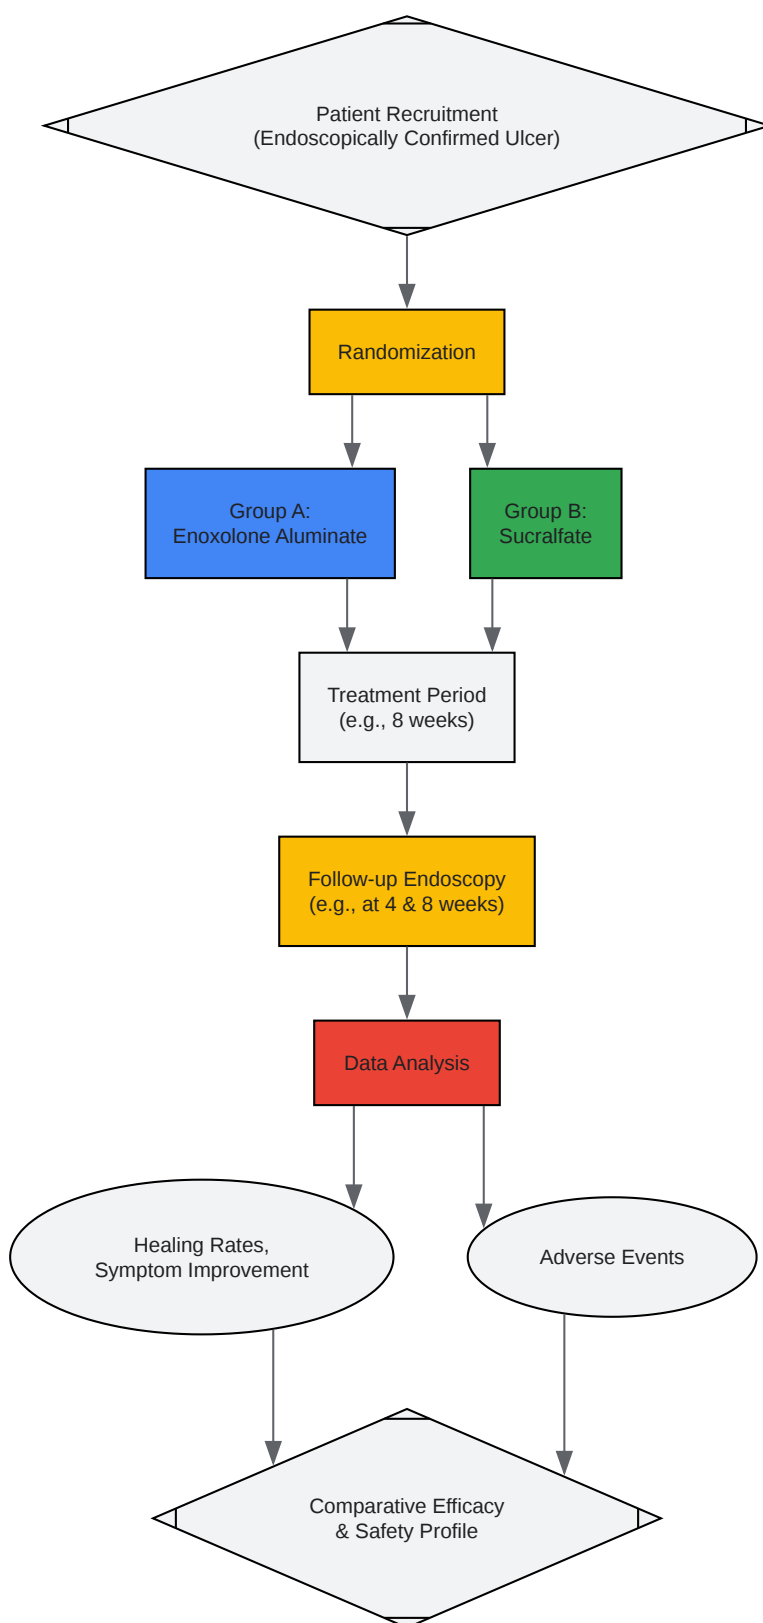 Patient Recruitment
(Endoscopically Confirmed Ulcer)
Randomization
Group A:
Enoxolone Aluminate
Group B:
Sucralfate
Treatment Period
(e.g., 8 weeks)
Follow-up Endoscopy
(e.g., at 4 & 8 weeks)
Data Analysis
Healing Rates,
Symptom Improvement
Adverse Events
Comparative Efficacy
& Safety Profile